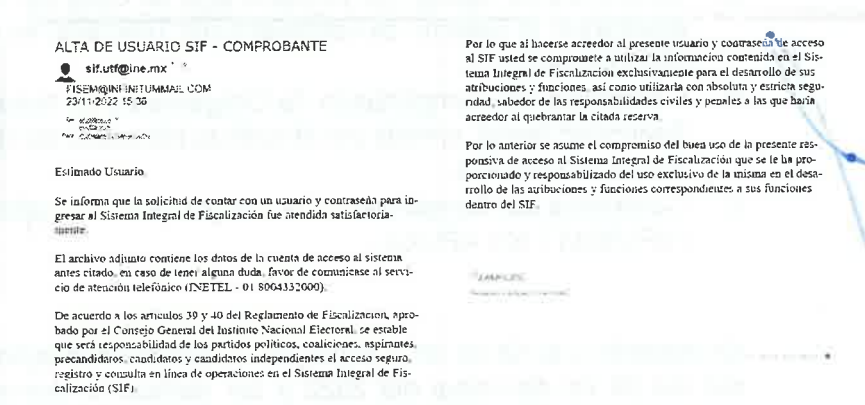 ALTA DE USUARIO SIF - COMPROBANTE
sif.utf@ine.mx
FISEM@INFINITUMMAIL COM
23/11/2022 15:36
Estimado Usuario
Se informa que la solicitud de contar con un usuario y contraseña para in-
gresar al Sistema Integral de Fiscalización fue atendida satisfactoria-
mente.
El archivo adjunto contiene los datos de la cuenta de acceso al sistema
antes citado, en caso de tener alguna duda, favor de comunicase al servi-
cio de atención telefónico (INETEL - 01 8004332000).
De acuerdo a los articulos 39 y 40 del Reglamento de Fiscalización, apro-
bado por el Consejo General del Instituto Nacional Electoral, se estable
que será responsabilidad de los partidos políticos, coaliciones, aspirantes,
precandidatos, candidatos y candidatos independientes el acceso seguro,
registro y consulta en línea de operaciones en el Sistema Integral de Fis-
calización (SIF)
Por lo que al hacerse acreedor al presente usuario y contraseña de acceso
al SIF usted se compromete a utilizar la informacion contenida en el Sis-
tema Integral de Fiscalización exclusivamente para el desarrollo de sus
atribuciones y funciones, así como utilizarla con absoluta y estricta segu-
ridad, sabedor de las responsabilidades civiles y penales a las que haria
acreedor al quebrantar la citada reserva.
Por lo anterior se asume el compromiso del buen uso de la presente res-
ponsiva de acceso al Sistema Integral de Fiscalización que se le ha pro-
porcionado y responsabilizado del uso exclusivo de la misma en el desa-
rrollo de las atribuciones y funciones correspondientes a sus funciones
dentro del SIF.